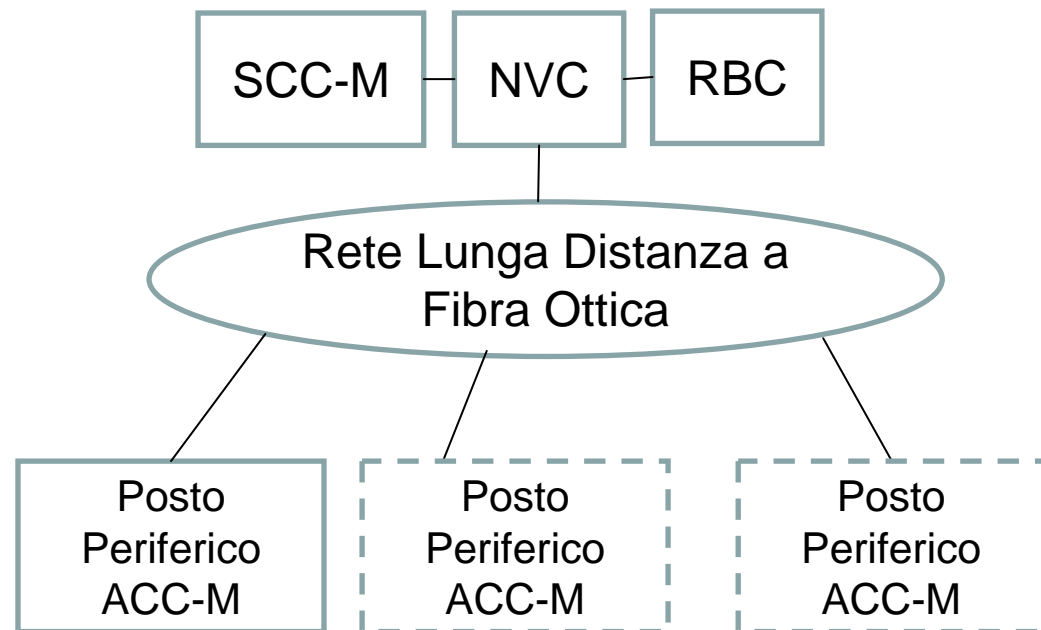 SCC-M
NVC
RBC
Rete Lunga Distanza a
Fibra Ottica
Posto
Periferico
ACC-M
Posto
Periferico
ACC-M
Posto
Periferico
ACC-M